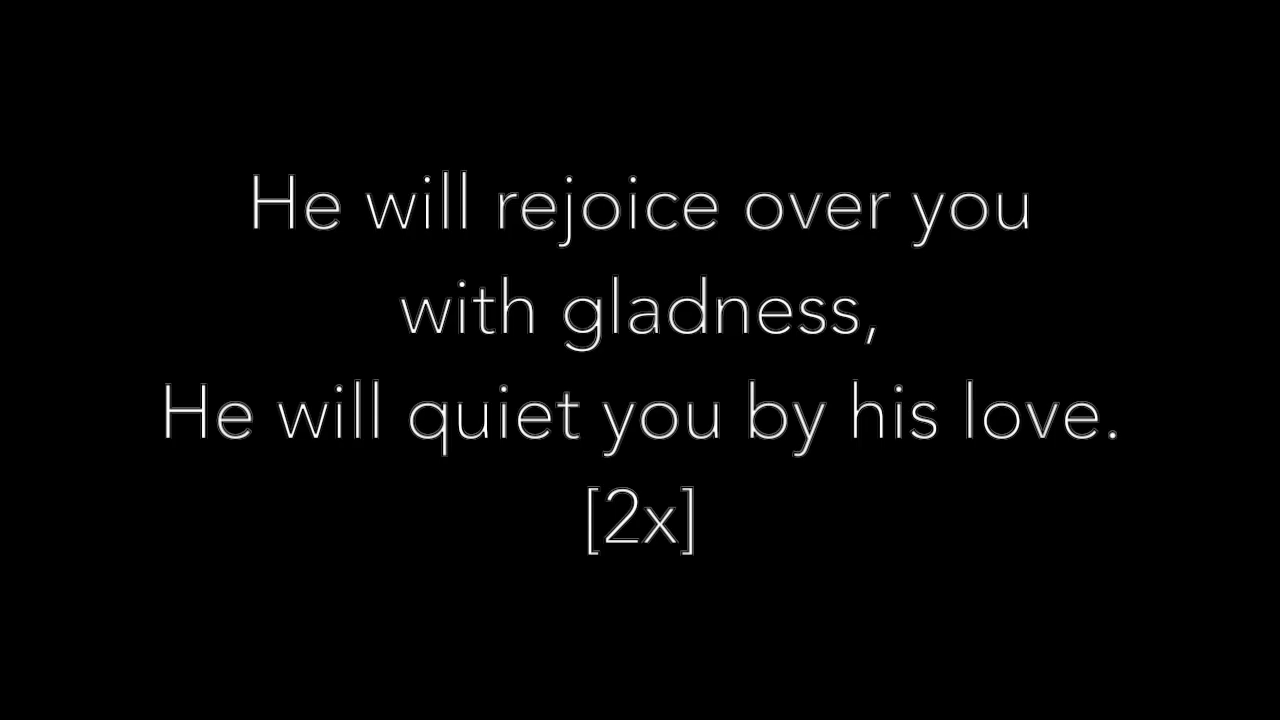 He will rejoice over you
with gladness,
He will quiet you by his love.
[2x]